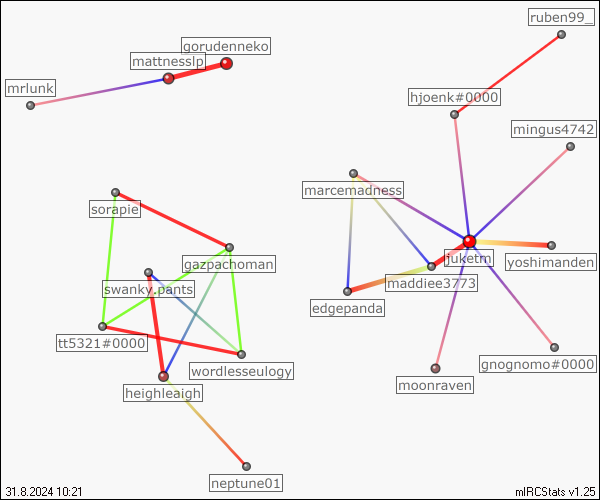 ruben99_
gorudenneko
mattnesslp
mrlunk
hjoenk#0000
mingus4742
marcemadness
sorapie
juketm
gazpachoman
yoshimanden
maddiee3773
swanky.pants
edgepanda
tt5321#0000
gnognomo#0000
wordlesseulogy
moonraven
heighleaigh
neptune01
31.8.2024 10:21
mIRCStats v1.25